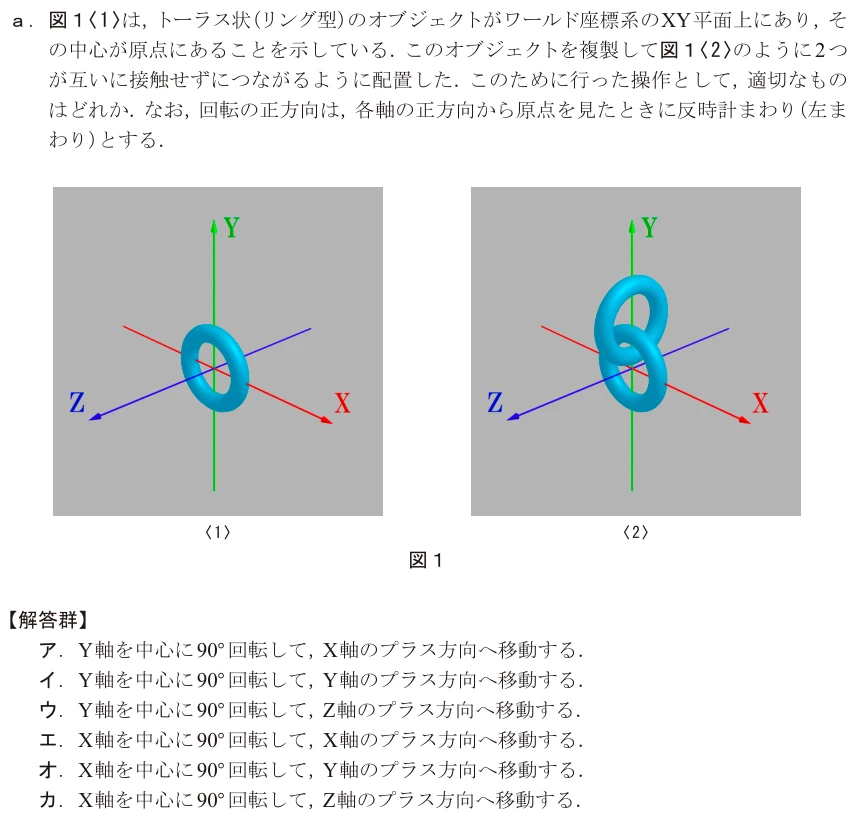 a．図1〈1〉は，トーラス状（リング型）のオブジェクトがワールド座標系のXY平面上にあり，そ
の中心が原点にあることを示している．このオブジェクトを複製して図1〈2〉のように2つ
が互いに接触せずにつながるように配置した．このために行った操作として，適切なもの
はどれか．なお，回転の正方向は，各軸の正方向から原点を見たときに反時計まわり（左ま
わり）とする．
Y
Z
X
〈1〉
Y
Z
X
〈2〉
図1
【解答群】
ア．Y軸を中心に90°回転して，X軸のプラス方向へ移動する．
イ．Y軸を中心に90°回転して，Y軸のプラス方向へ移動する．
ウ．Y軸を中心に90°回転して，Z軸のプラス方向へ移動する．
エ．X軸を中心に90°回転して，X軸のプラス方向へ移動する．
オ．X軸を中心に90°回転して，Y軸のプラス方向へ移動する．
カ．X軸を中心に90°回転して，Z軸のプラス方向へ移動する．